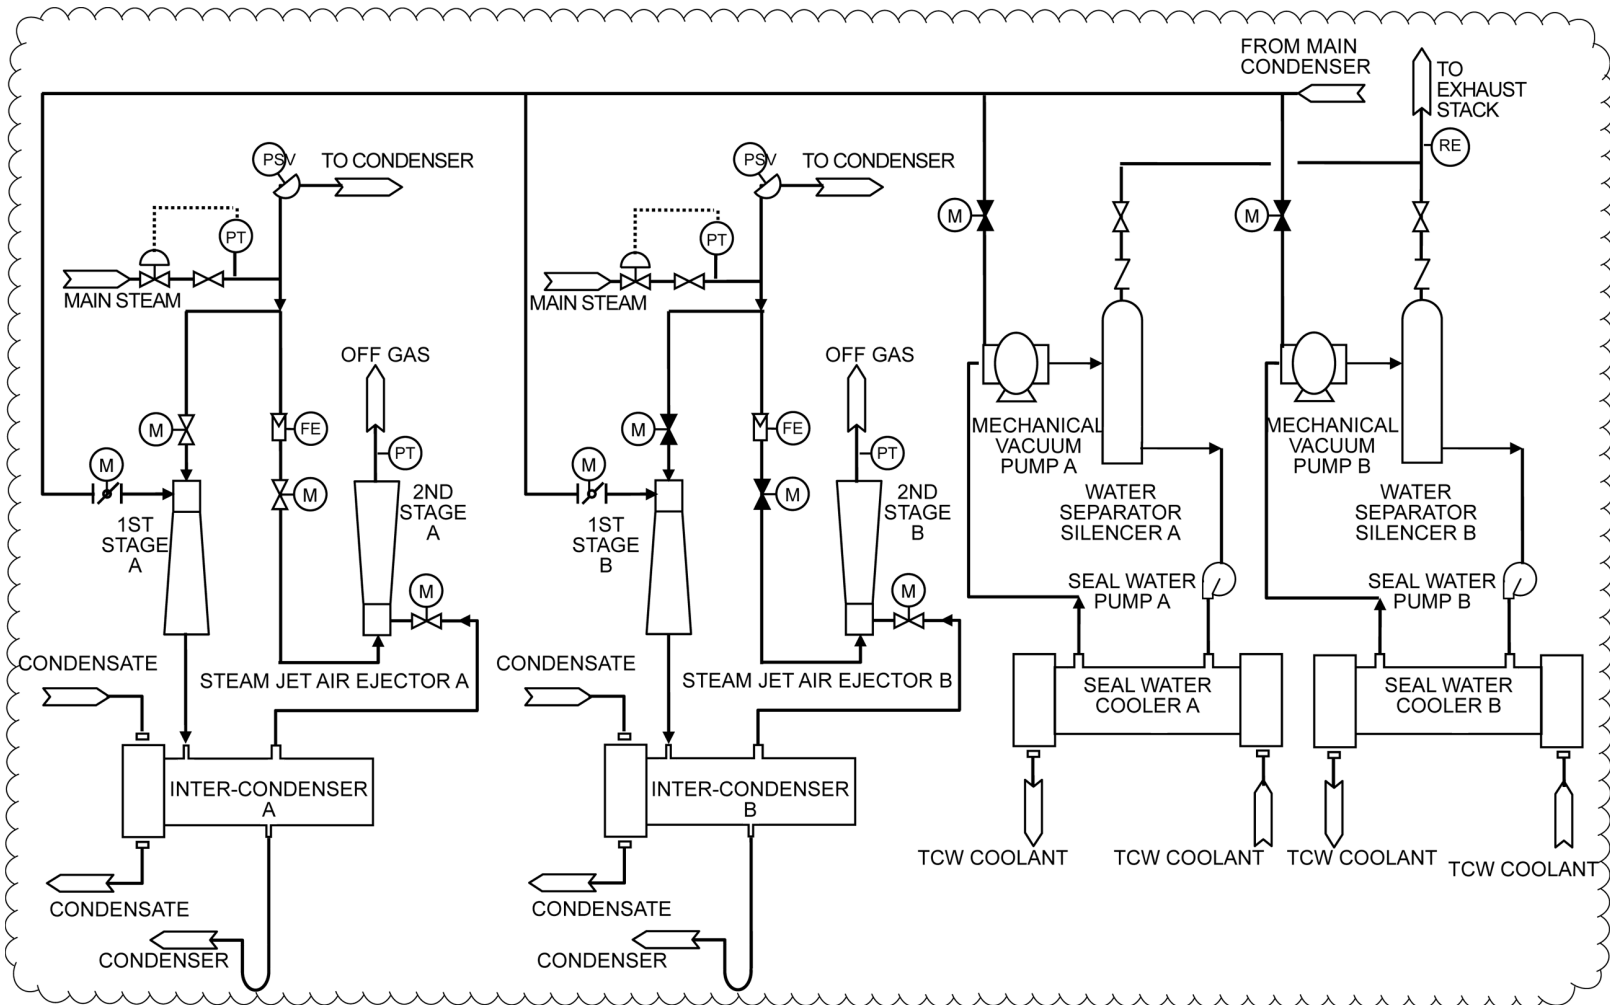 FROM MAIN
CONDENSER
TO
EXHAUST
STACK
RE
PSV
TO CONDENSER
PSV
TO CONDENSER
M
M
PT
PT
MAIN STEAM
MAIN STEAM
OFF GAS
OFF GAS
M
FE
M
FE
MECHANICAL
VACUUM
PUMP A
MECHANICAL
VACUUM
PUMP B
PT
PT
M
M
M
M
2ND
STAGE
A
2ND
STAGE
B
1ST
STAGE
A
1ST
STAGE
B
WATER
SEPARATOR
SILENCER A
WATER
SEPARATOR
SILENCER B
M
M
SEAL WATER
PUMP A
SEAL WATER
PUMP B
CONDENSATE
STEAM JET AIR EJECTOR A
CONDENSATE
STEAM JET AIR EJECTOR B
SEAL WATER
COOLER A
SEAL WATER
COOLER B
INTER-CONDENSER
A
INTER-CONDENSER
B
TCW COOLANT
TCW COOLANT
TCW COOLANT
TCW COOLANT
CONDENSATE
CONDENSATE
CONDENSER
CONDENSER